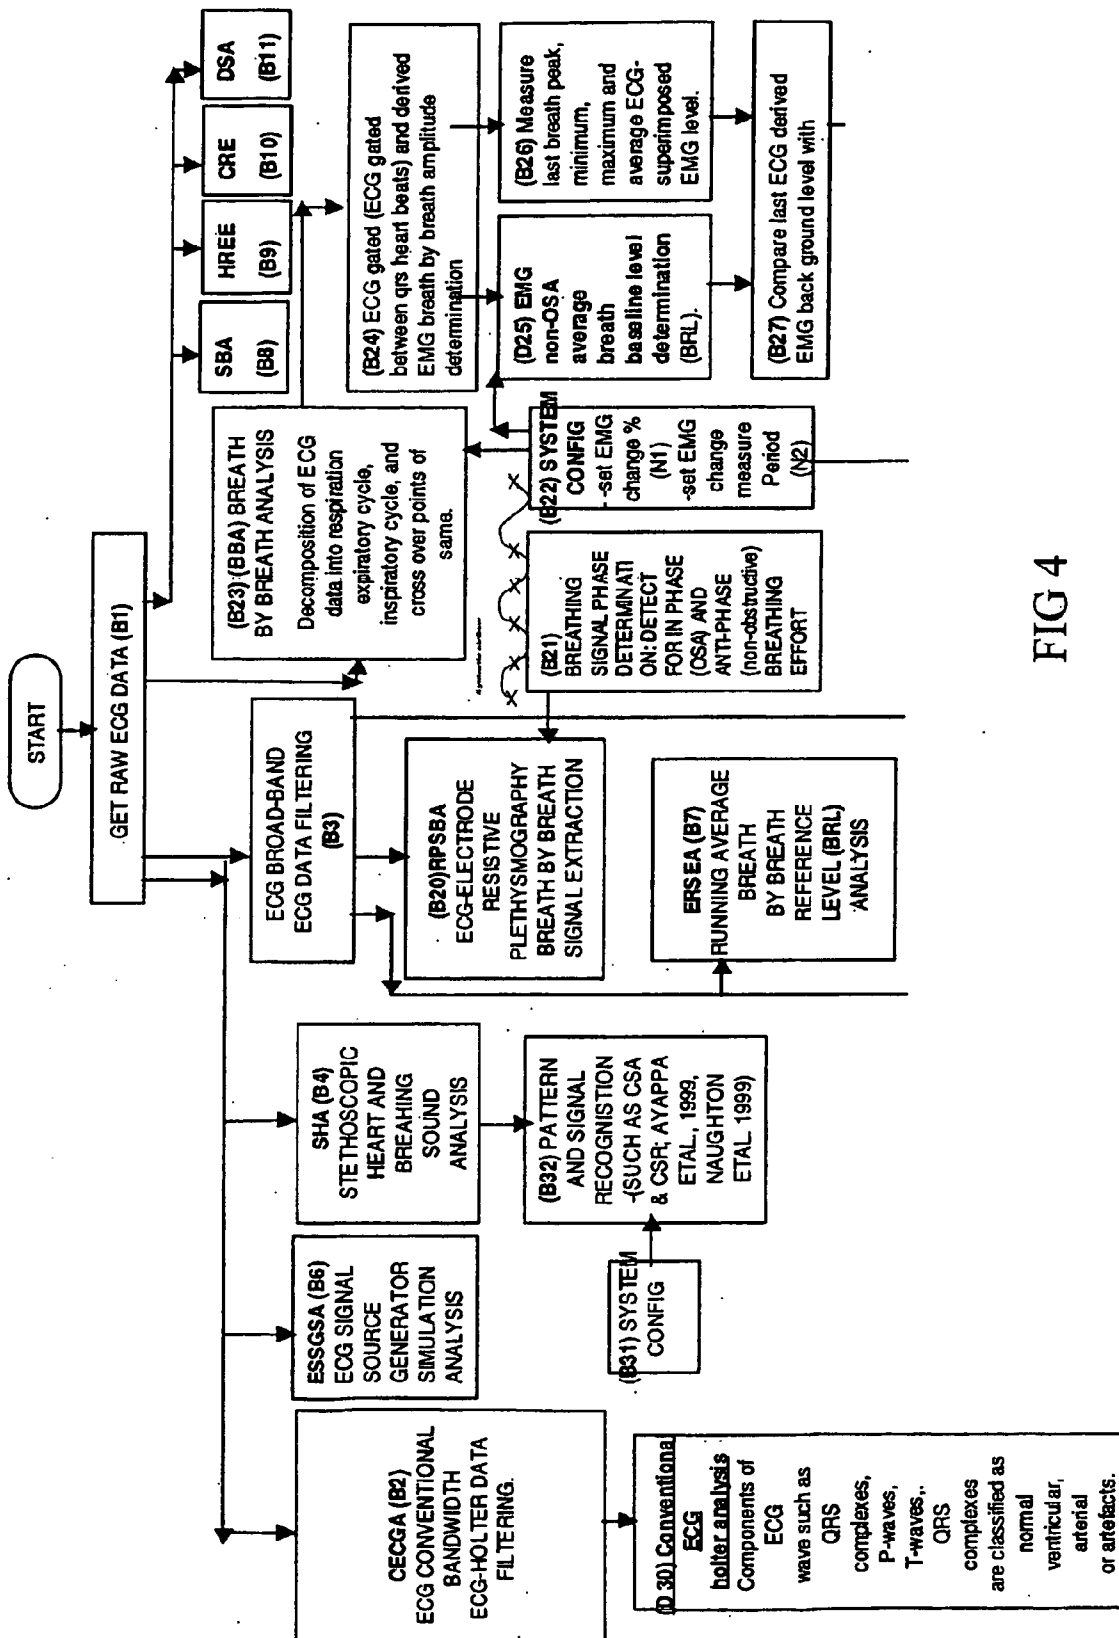 START
GET RAW ECG DATA (B1)
SBA
(B8)
HREE
(B9)
CRE
(B10)
DSA
(B11)
CECGA (B2)
ECG CONVENTIONAL
BANDWIDTH
ECG-HOLTER DATA
FILTERING.
ESSGSA (B6)
ECG SIGNAL
SOURCE
GENERATOR
SIMULATION
ANALYSIS
SHA (B4)
STETHOSCOPIC
HEART AND
BREAHING
SOUND
ANALYSIS
ECG BROAD-BAND
ECG DATA FILTERING
(B3)
(B23) (BBA) BREATH
BY BREATH ANALYSIS
Decomposition of ECG
data into respiration
expiratory cycle,
inspiratory cycle, and
cross over points of
same.
(B24) ECG gated (ECG gated
between qrs heart beats) and derived
EMG breath by breath amplitude
determination
(B20)RPSBA
ECG-ELECTRODE
RESISTIVE
PLETHYSMOGRAPHY
BREATH BY BREATH
SIGNAL EXTRACTION
(B21)
BREATHING
SIGNAL PHASE
DETERMINATI
ON: DETECT
FOR IN PHASE
(OSA) AND
ANTI-PHASE
(non-obstructive)
BREATHING
EFFORT
(B22) SYSTEM
CONFIG
-set EMG
change %
(N1)
-set EMG
change
measure
Period
(N2)
(D25) EMG
non-OSA
average
breath
baseline level
determination
(BRL).
(B26) Measure
last breath peak,
minimum,
maximum and
average ECG-
superimposed
EMG level.
(B32) PATTERN
AND SIGNAL
RECOGNISTION
-(SUCH AS CSA
& CSR; AYAPPA
ETAL., 1999,
NAUGHTON
ETAL. 1999)
(B31) SYSTEM
CONFIG
ERSEA (B7)
RUNNING AVERAGE
BREATH
BY BREATH
REFERENCE
LEVEL (BRL)
ANALYSIS
(B27) Compare last ECG derived
EMG back ground level with
(D 30) Conventional
ECG
holter analysis
Components of
ECG
wave such as
QRS
complexes,
P-waves,
T-waves,.
QRS
complexes
are classified as
normal
ventricular,
arterial
or artefacts.
FIG 4